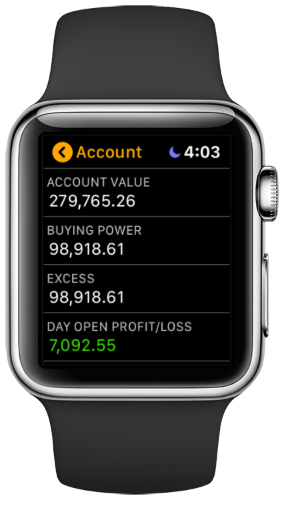 Account 4:03
ACCOUNT VALUE
279,765.26
BUYING POWER
98,918.61
EXCESS
98,918.61
DAY OPEN PROFIT/LOSS
7,092.55